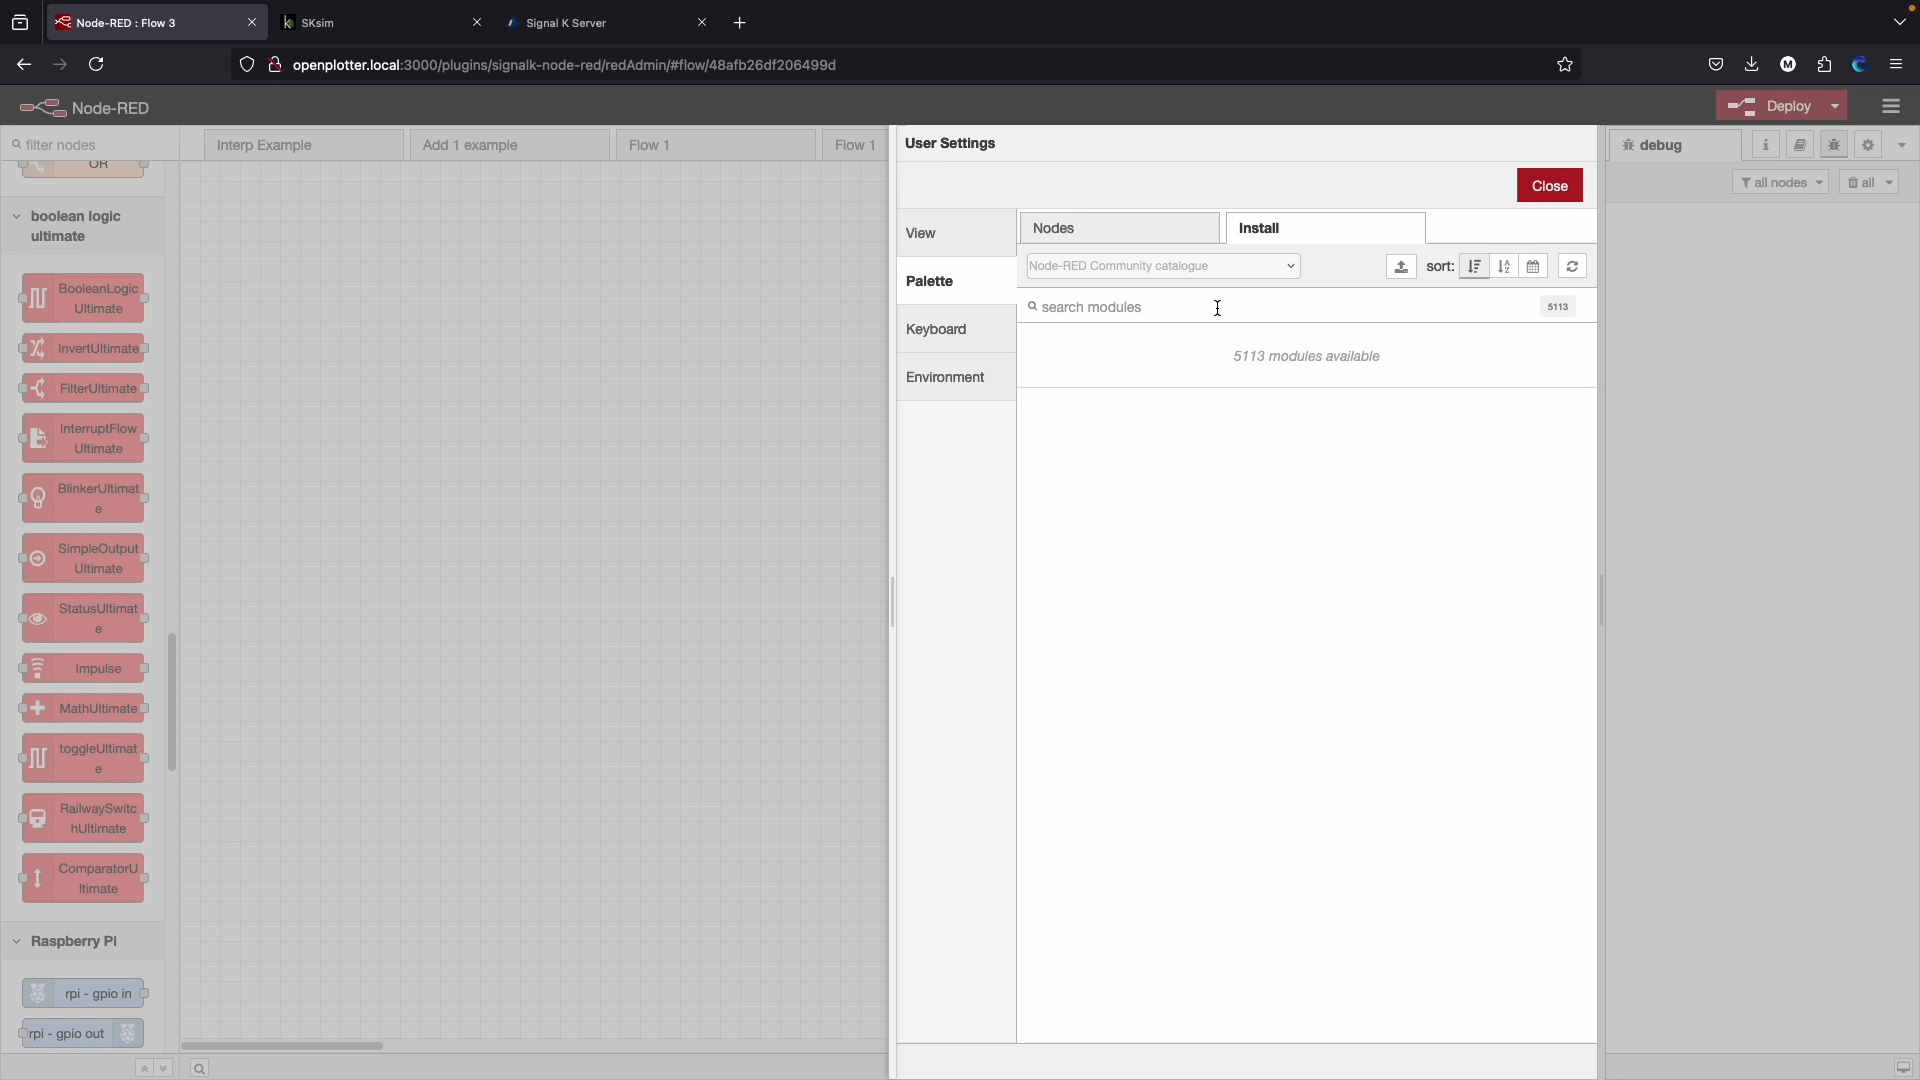 Node-RED : Flow 3
SKsim
Signal K Server
openplotter.local:3000/plugins/signalk-node-red/redAdmin/#flow/48afb26df206499d
M
Node-RED
Deploy
filter nodes
Interp Example
Add 1 example
Flow 1
Flow 1
User Settings
debug
OR
all nodes
all
Close
boolean logic
ultimate
View
Nodes
Install
Node-RED Community catalogue
sort:
Palette
search modules
5113
BooleanLogic
Ultimate
Keyboard
InvertUltimate
5113 modules available
Environment
FilterUltimate
InterruptFlow
Ultimate
BlinkerUltimat
e
SimpleOutput
Ultimate
StatusUltimat
e
Impulse
MathUltimate
toggleUltimat
e
RailwaySwitc
hUltimate
ComparatorU
ltimate
Raspberry Pi
rpi - gpio in
rpi - gpio out